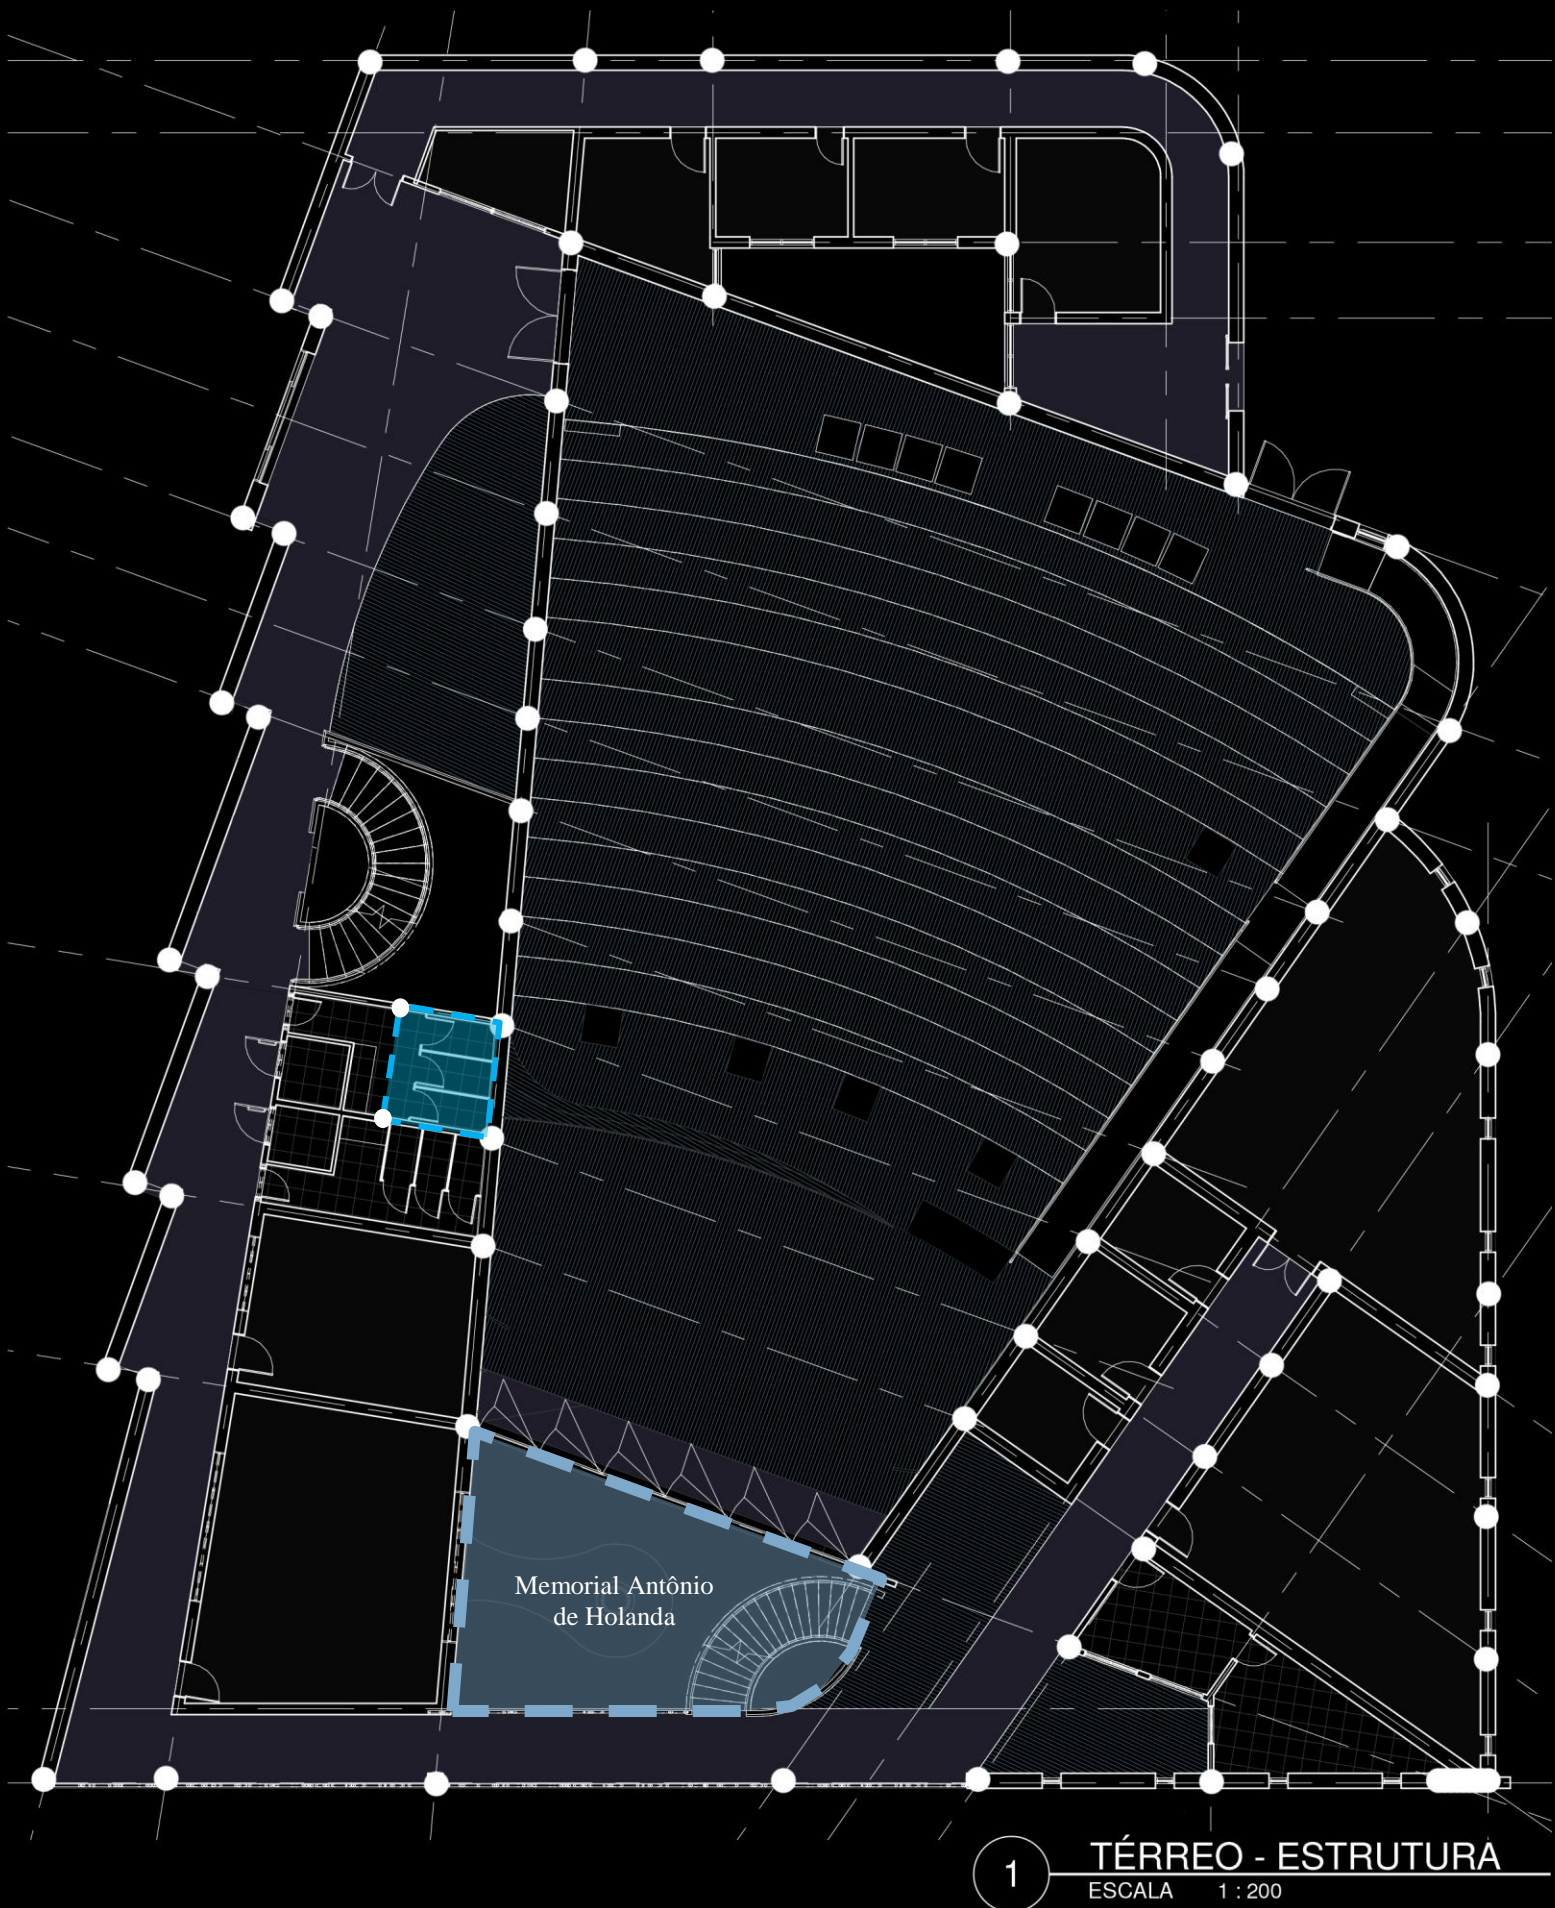 Memorial Antônio
de Holanda
1
TÉRREO - ESTRUTURA
ESCALA 1 : 200